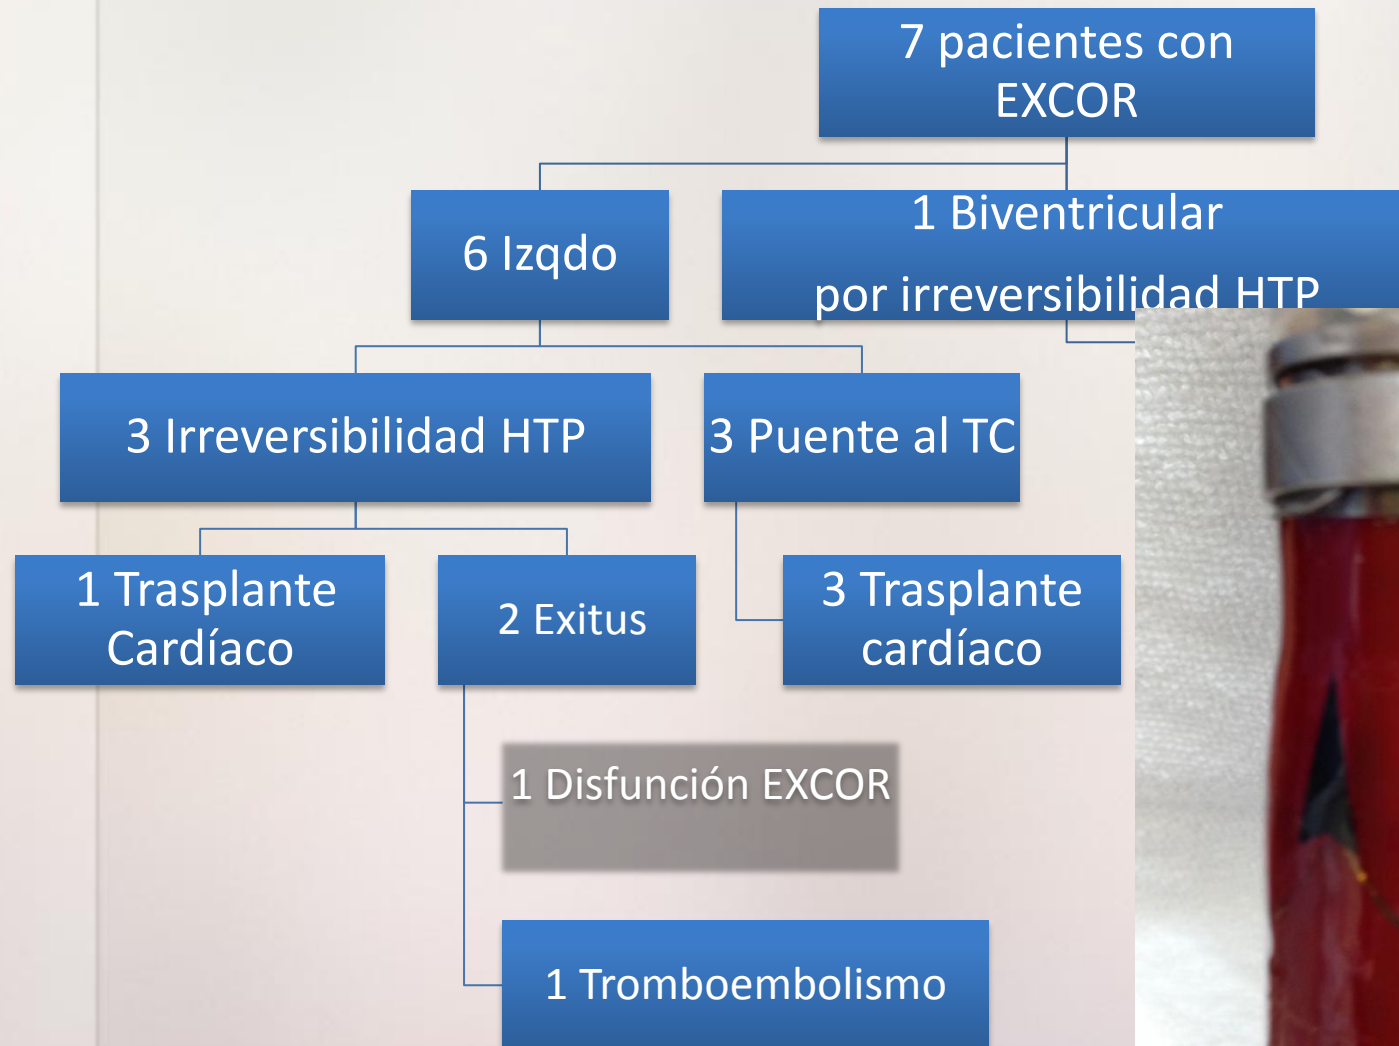 7 pacientes con
EXCOR
6 Izqdo
1 Biventricular
por irreversibilidad HTP
3 Irreversibilidad HTP
3 Puente al TC
1 Trasplante
Cardíaco
2 Exitus
3 Trasplante
cardíaco
1 Disfunción EXCOR
1 Tromboembolismo